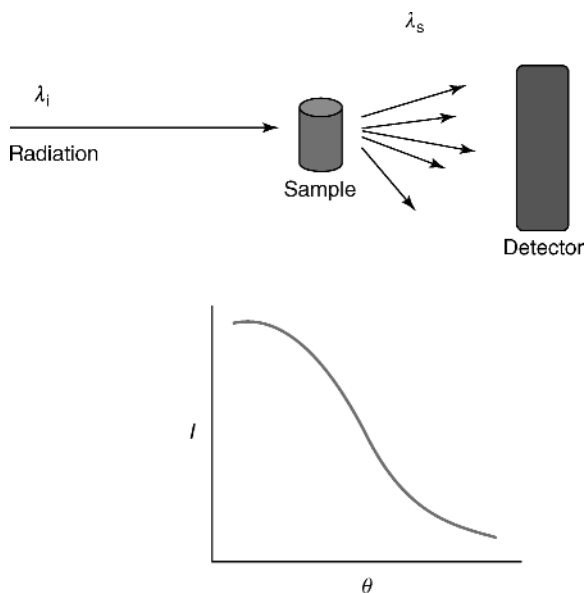 λs
λi
Radiation
Sample
Detector
I
θ